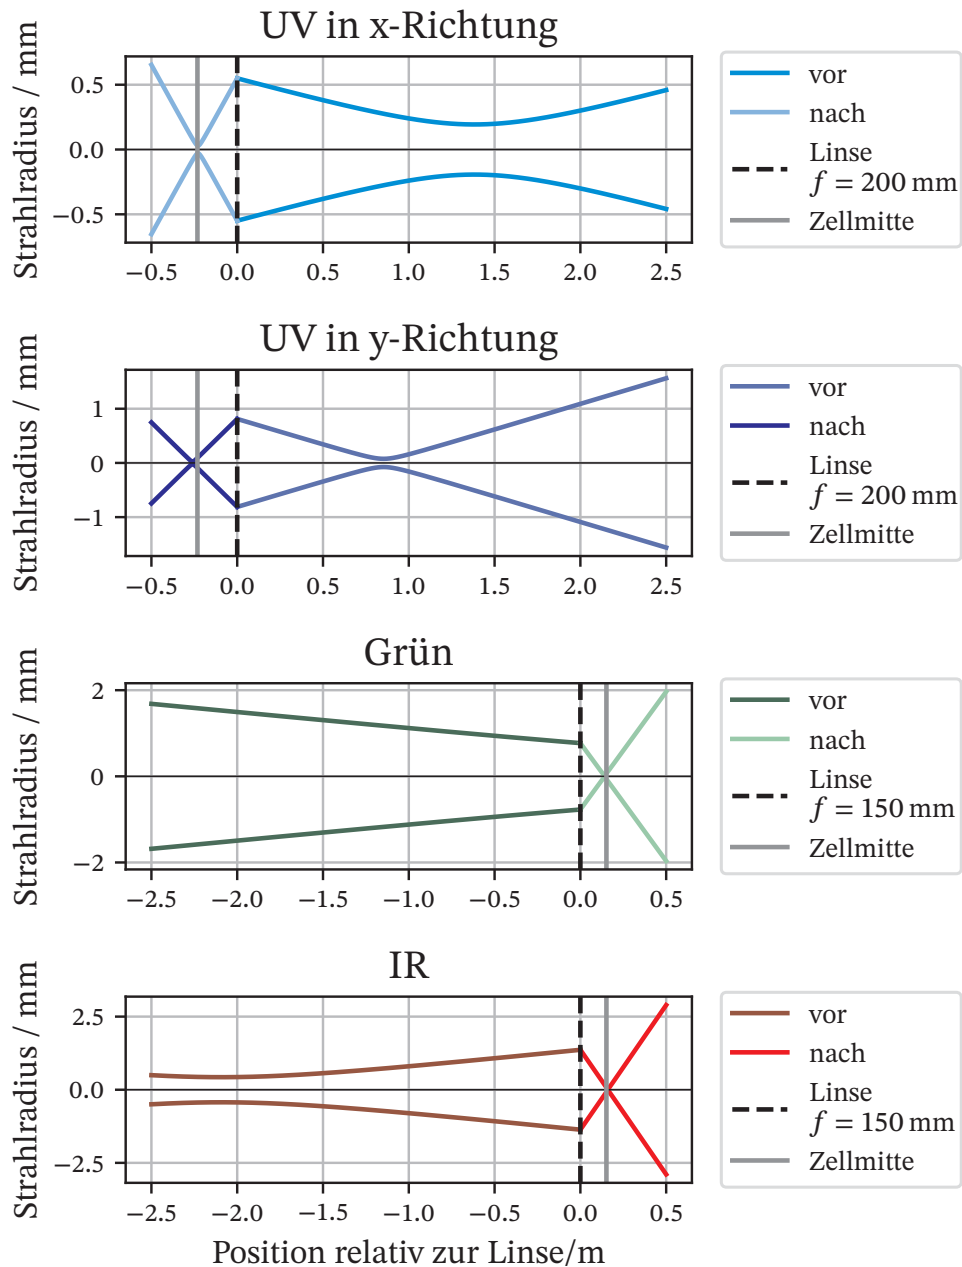 UV in x-Richtung
Strahlradius / mm
0.5
0.0
−0.5
−0.5 0.0 0.5 1.0 1.5 2.0 2.5
vor
nach
Linse
f = 200 mm
Zellmitte
UV in y-Richtung
Strahlradius / mm
1
0
−1
−0.5 0.0 0.5 1.0 1.5 2.0 2.5
vor
nach
Linse
f = 200 mm
Zellmitte
Grün
Strahlradius / mm
2
0
−2
−2.5 −2.0 −1.5 −1.0 −0.5 0.0 0.5
vor
nach
Linse
f = 150 mm
Zellmitte
IR
Strahlradius / mm
2.5
0.0
−2.5
−2.5 −2.0 −1.5 −1.0 −0.5 0.0 0.5
Position relativ zur Linse/m
vor
nach
Linse
f = 150 mm
Zellmitte